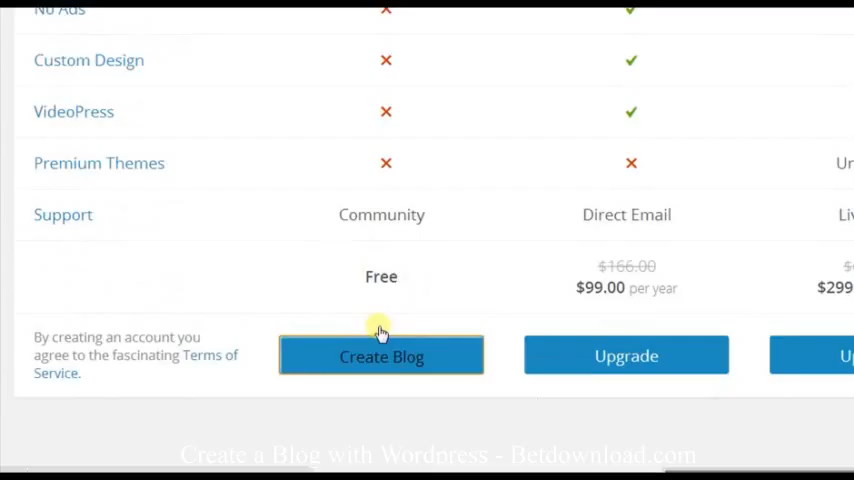 No Ads
Custom Design
VideoPress
Premium Themes
Support Community Direct Email
Free $166.00
$99.00 per year $299
By creating an account you
agree to the fascinating Terms of
Service.
Create Blog Upgrade
Create a Blog with Wordpress - Betdownload.com